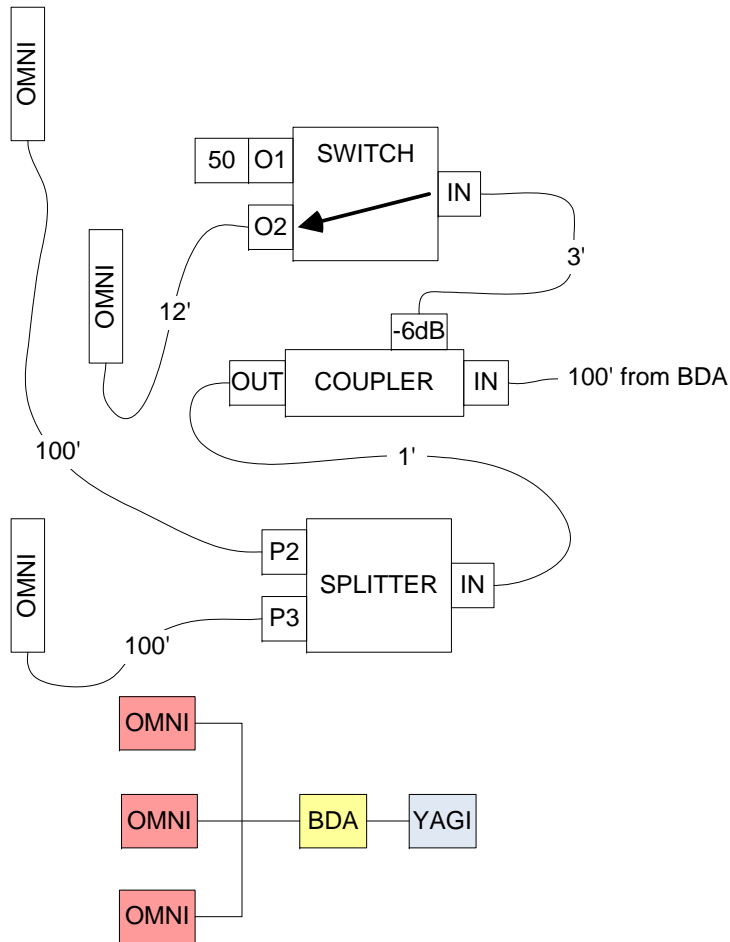 OMNI
SWITCH
50
O1
IN
O2
OMNI
3'
12'
-6dB
OUT
COUPLER
IN
100' from BDA
100'
1'
P2
OMNI
SPLITTER
IN
P3
100'
OMNI
OMNI
BDA
YAGI
OMNI